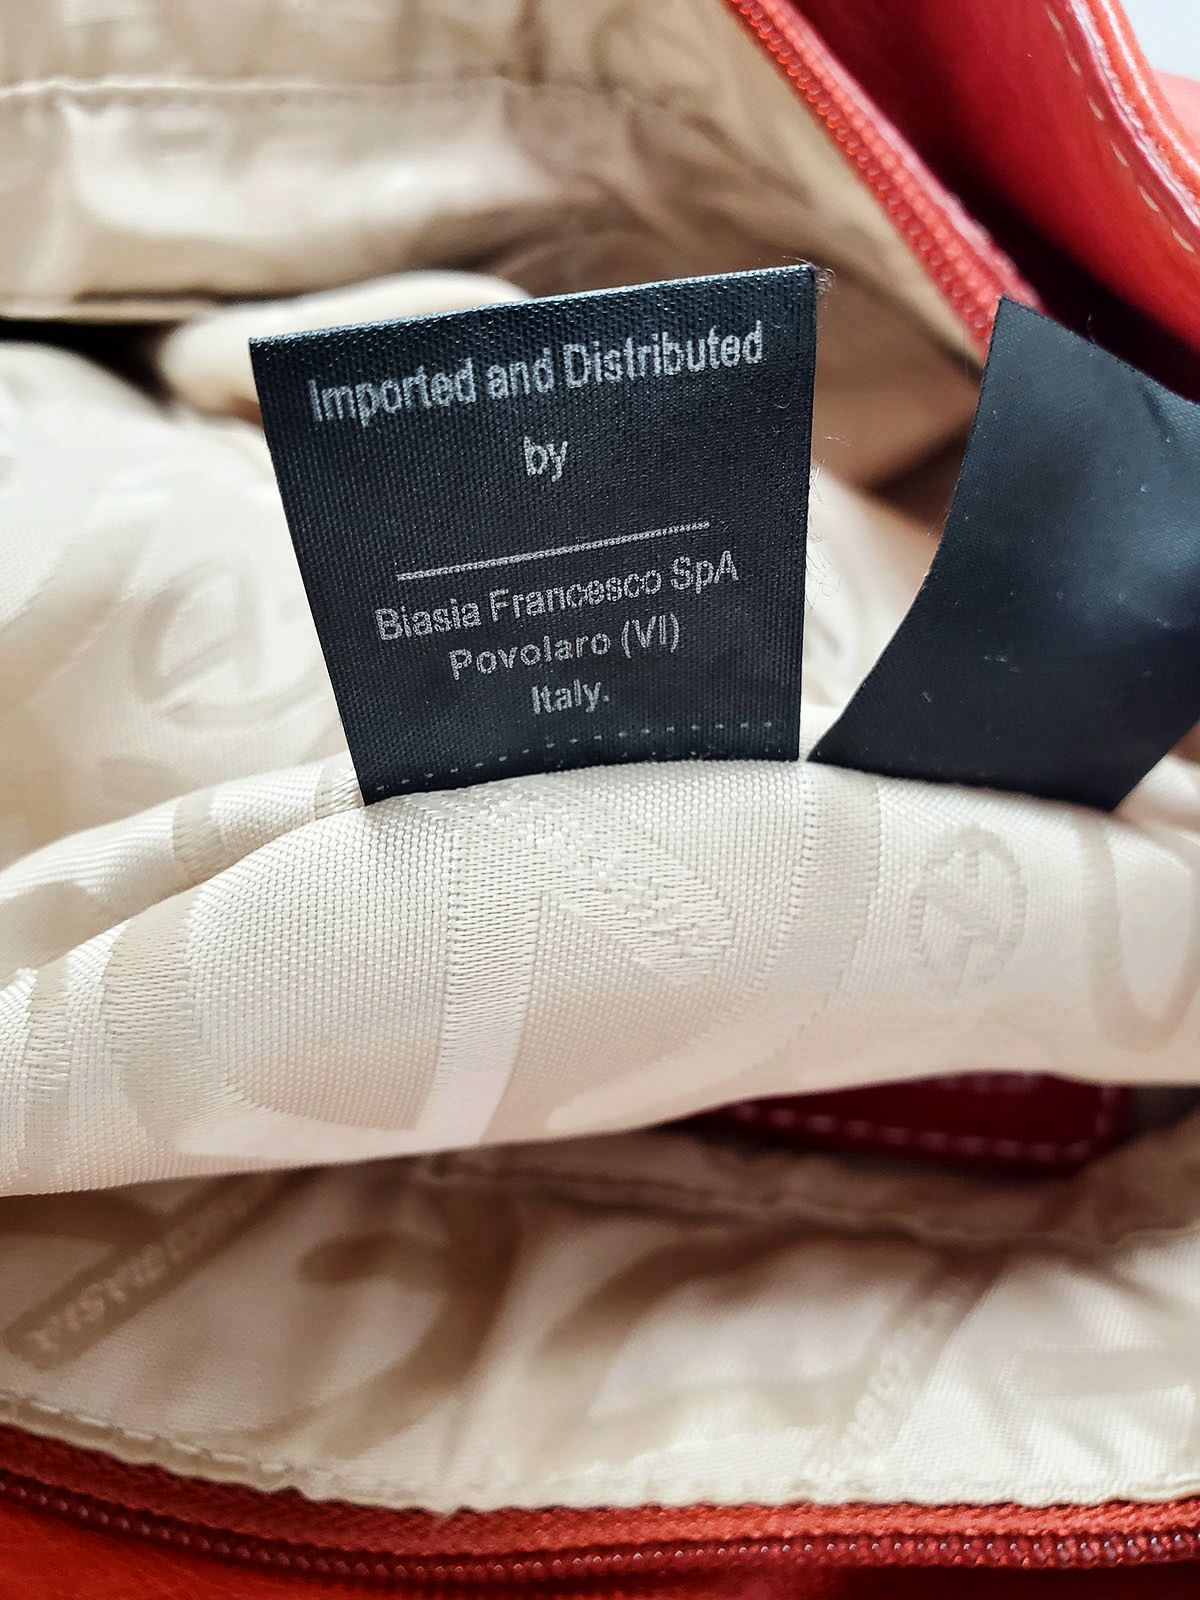 Imported and Distributed
by
Biasia Francesco SpA
Povolaro (VI)
Italy.